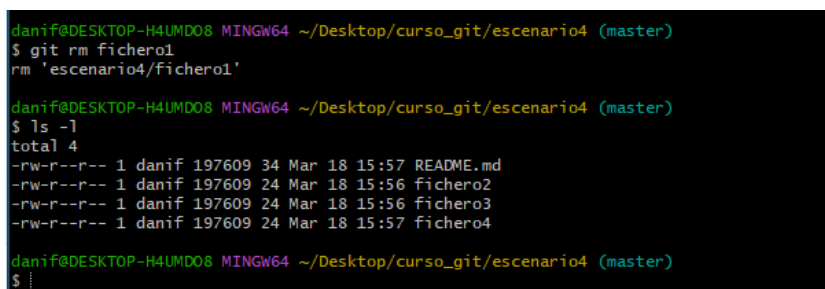 danif@DESKTOP-H4UMDO8 MINGW64 ~/Desktop/curso_git/escenario4 (master)
$ git rm fichero1
rm 'escenario4/fichero1'
danif@DESKTOP-H4UMDO8 MINGW64 ~/Desktop/curso_git/escenario4 (master)
$ ls -l
total 4
-rw-r--r-- 1 danif 197609 34 Mar 18 15:57 README.md
-rw-r--r-- 1 danif 197609 24 Mar 18 15:56 fichero2
-rw-r--r-- 1 danif 197609 24 Mar 18 15:56 fichero3
-rw-r--r-- 1 danif 197609 24 Mar 18 15:57 fichero4
danif@DESKTOP-H4UMDO8 MINGW64 ~/Desktop/curso_git/escenario4 (master)
$